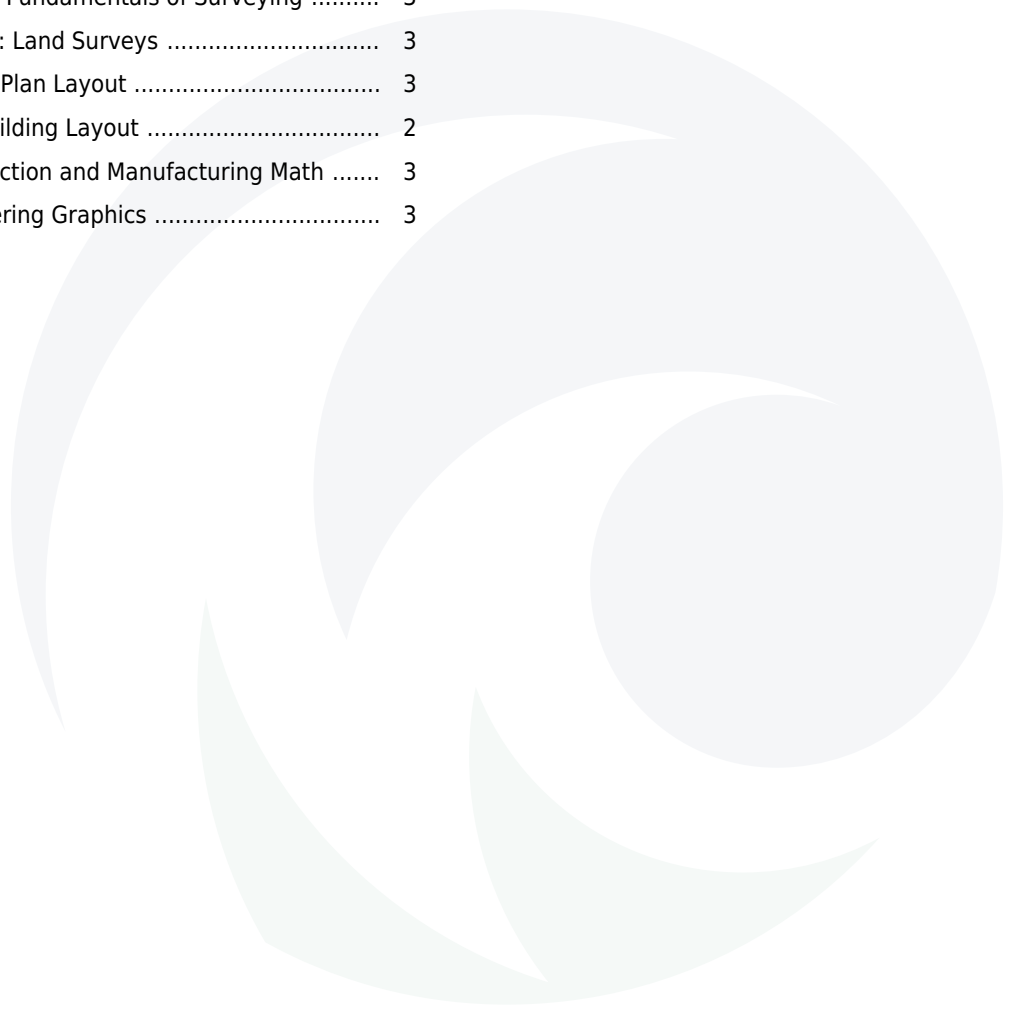 Fundamentals of Surveying .......... 3
: Land Surveys ............................... 3
Plan Layout .................................... 3
ilding Layout .................................. 2
ction and Manufacturing Math ....... 3
ering Graphics ................................. 3